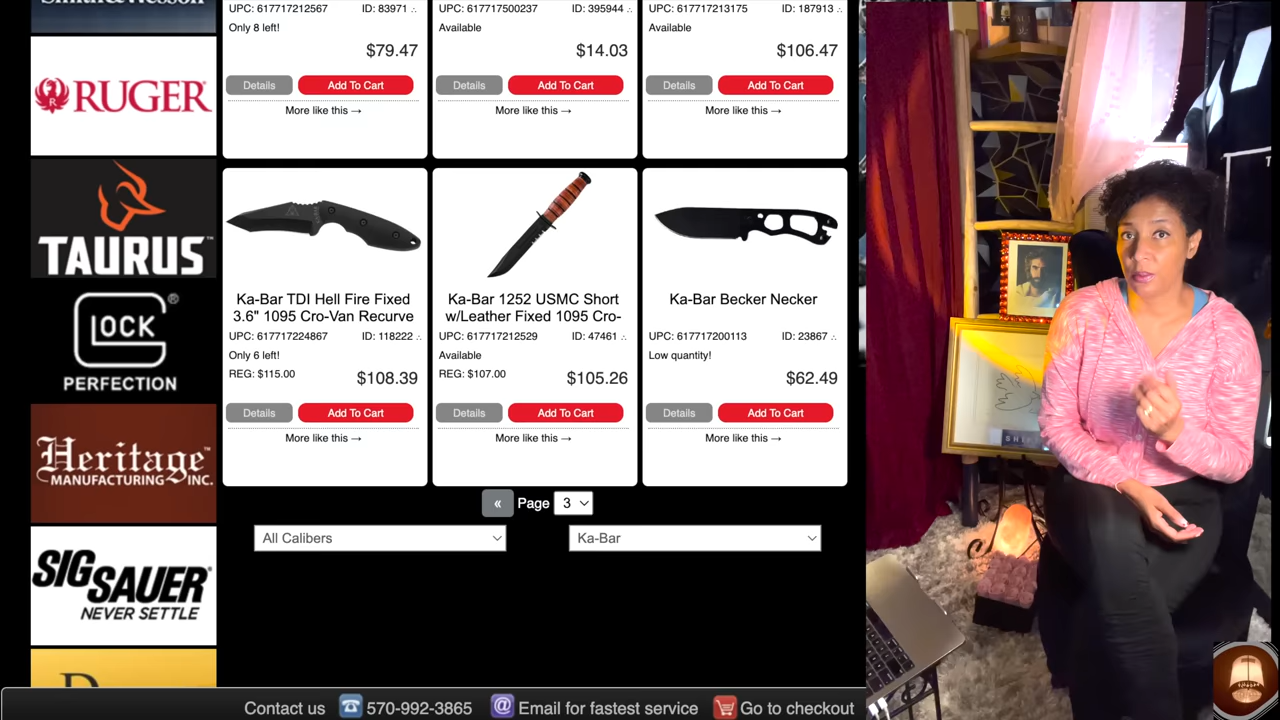 UPC: 617717212567 ID: 83971
Only 8 left!
$79.47
Details Add To Cart
More like this →
UPC: 617717500237 ID: 395944
Available
$14.03
Details Add To Cart
More like this →
UPC: 617717213175 ID: 187913
Available
$106.47
Details Add To Cart
More like this →
RUGER
TAURUS™
GLOCK®
PERFECTION
Heritage™
MANUFACTURING INC.
SIG SAUER®
NEVER SETTLE
Ka-Bar TDI Hell Fire Fixed
3.6" 1095 Cro-Van Recurve
UPC: 617717224867 ID: 118222
Only 6 left!
REG: $115.00 $108.39
Details Add To Cart
More like this →
Ka-Bar 1252 USMC Short
w/Leather Fixed 1095 Cro-
UPC: 617717212529 ID: 47461
Available
REG: $107.00 $105.26
Details Add To Cart
More like this →
Ka-Bar Becker Necker
UPC: 617717200113 ID: 23867
Low quantity!
$62.49
Details Add To Cart
More like this →
« Page 3
All Calibers Ka-Bar
Contact us 570-992-3865 @ Email for fastest service Go to checkout